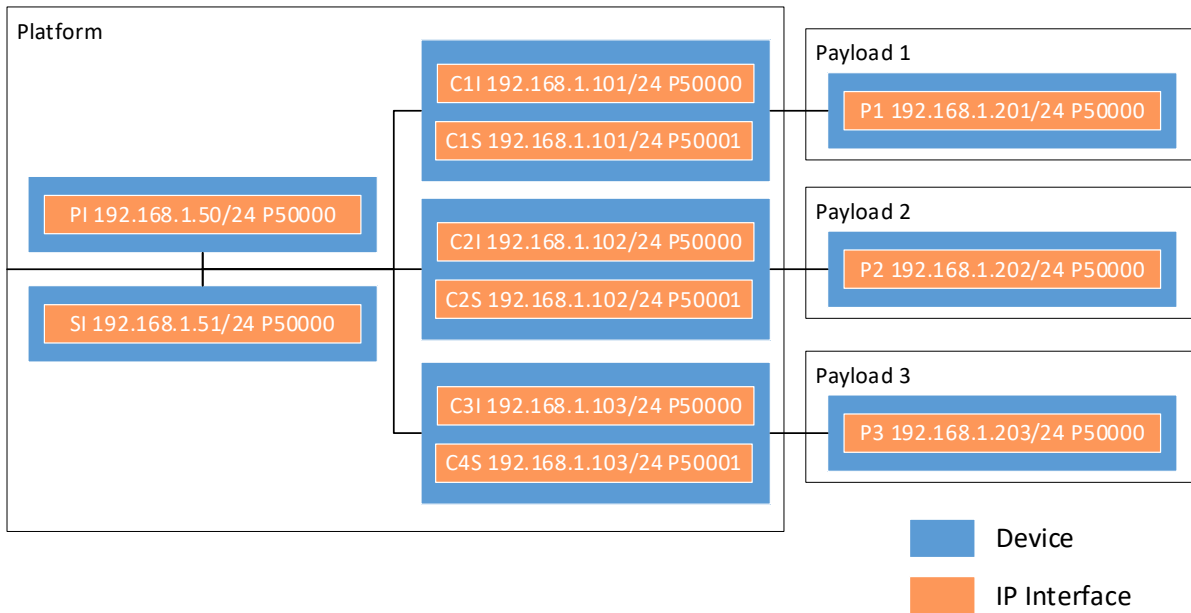 Platform
PI 192.168.1.50/24 P50000
SI 192.168.1.51/24 P50000
C1I 192.168.1.101/24 P50000
C1S 192.168.1.101/24 P50001
C2I 192.168.1.102/24 P50000
C2S 192.168.1.102/24 P50001
C3I 192.168.1.103/24 P50000
C4S 192.168.1.103/24 P50001
Payload 1
P1 192.168.1.201/24 P50000
Payload 2
P2 192.168.1.202/24 P50000
Payload 3
P3 192.168.1.203/24 P50000
Device
IP Interface